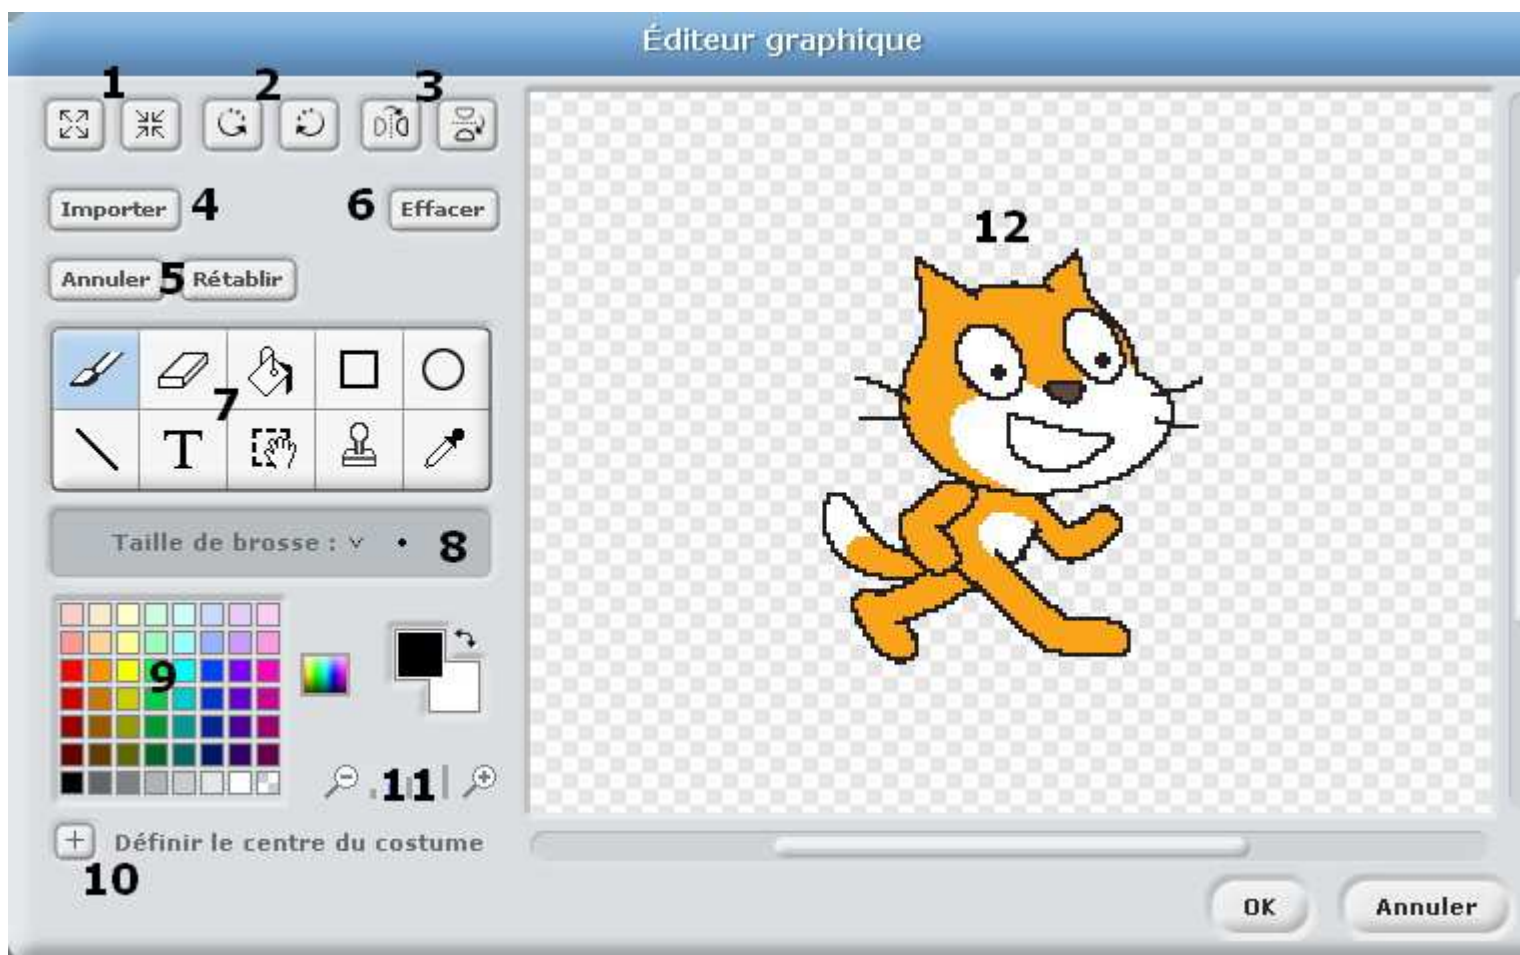 Éditeur graphique
1 2 3
Importer 4 6 Effacer
Annuler 5 Rétablir
7
T
Taille de brosse : 8
9
11
Définir le centre du costume
10
12
OK Annuler